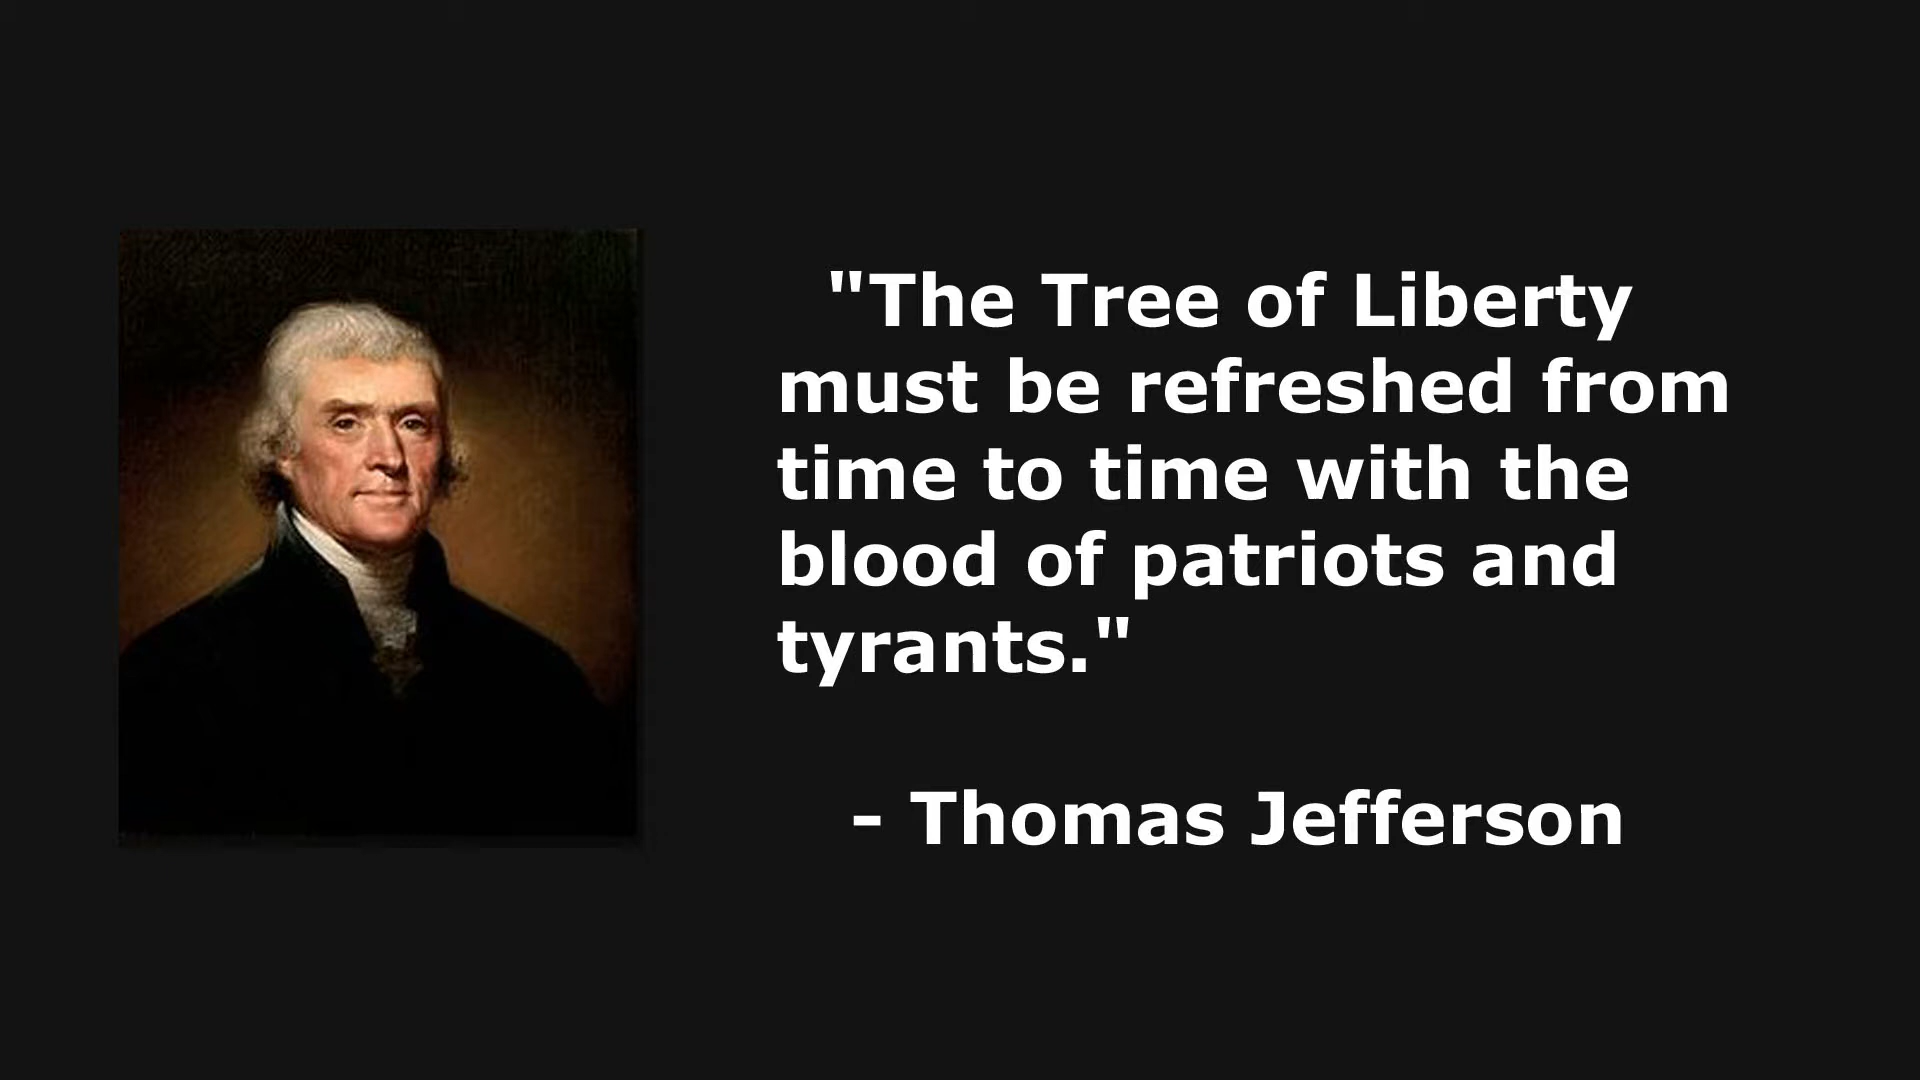 "The Tree of Liberty
must be refreshed from
time to time with the
blood of patriots and
tyrants."
- Thomas Jefferson